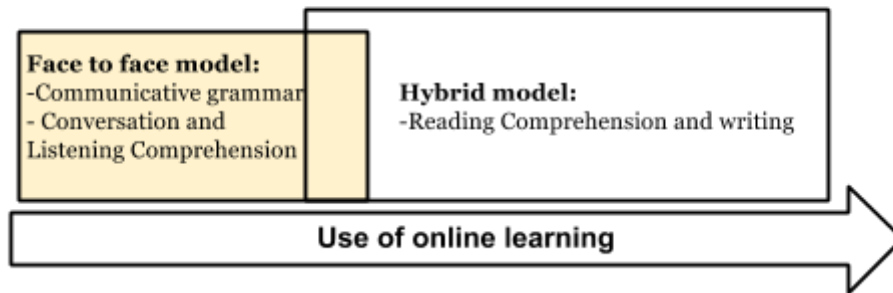 Face to face model:
-Communicative grammar
- Conversation and
Listening Comprehension
Hybrid model:
-Reading Comprehension and writing
Use of online learning